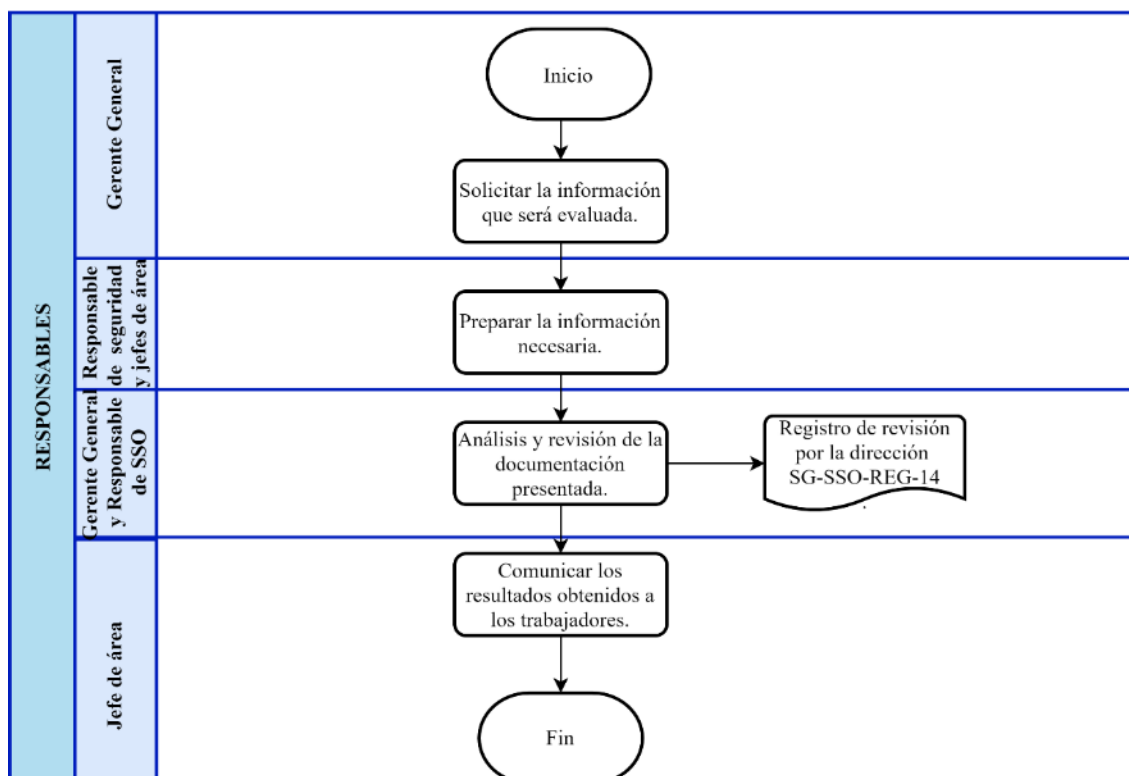 RESPONSABLES
Gerente General
Inicio
Solicitar la información
que será evaluada.
Responsable
de seguridad
y jefes de área
Preparar la información
necesaria.
Gerente General
y Responsable
de SSO
Análisis y revisión de la
documentación
presentada.
Registro de revisión
por la dirección
SG-SSO-REG-14
.
Jefe de área
Comunicar los
resultados obtenidos a
los trabajadores.
Fin